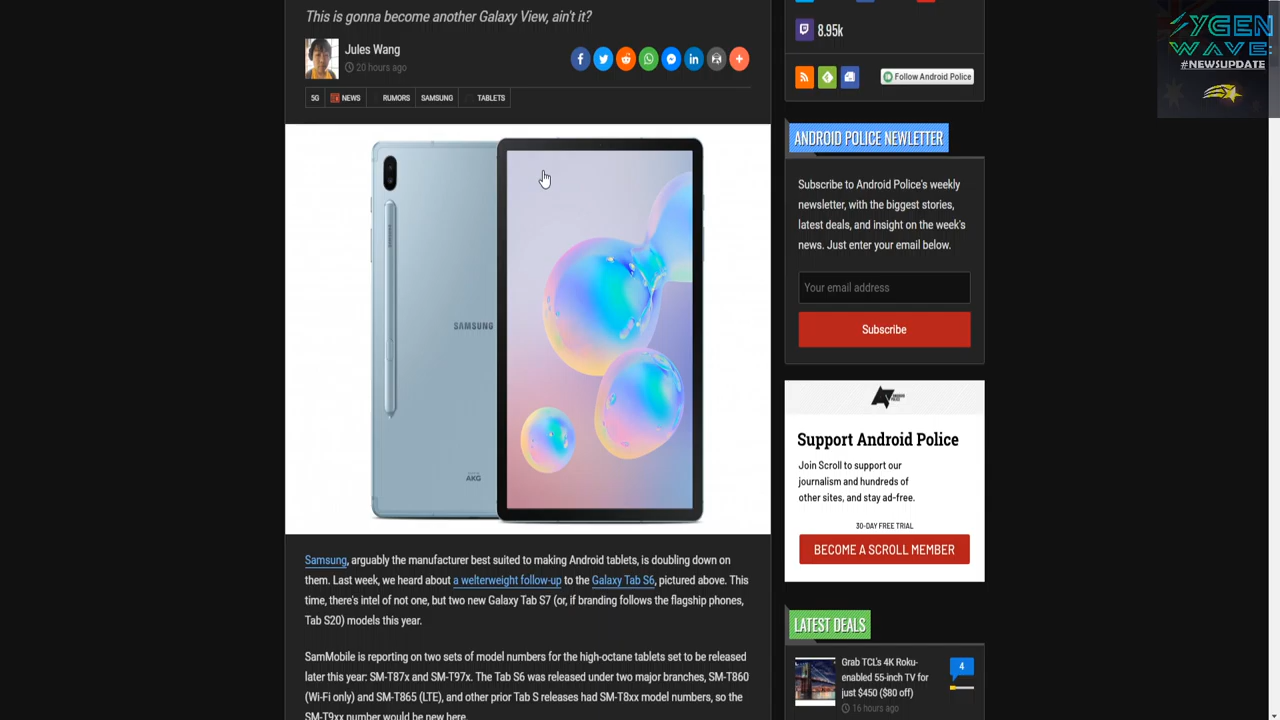 This is gonna become another Galaxy View, ain't it?
Jules Wang
20 hours ago
5G
NEWS
RUMORS
SAMSUNG
TABLETS
SAMSUNG
AKG
Samsung, arguably the manufacturer best suited to making Android tablets, is doubling down on
them. Last week, we heard about a welterweight follow-up to the Galaxy Tab S6, pictured above. This
time, there's intel of not one, but two new Galaxy Tab S7 (or, if branding follows the flagship phones,
Tab S20) models this year.
SamMobile is reporting on two sets of model numbers for the high-octane tablets set to be released
later this year: SM-T87x and SM-T97x. The Tab S6 was released under two major branches, SM-T860
(Wi-Fi only) and SM-T865 (LTE), and other prior Tab S releases had SM-T8xx model numbers, so the
SM-T9xx number would be new here.
8.95k
Follow Android Police
ANDROID POLICE NEWLETTER
Subscribe to Android Police's weekly
newsletter, with the biggest stories,
latest deals, and insight on the week's
news. Just enter your email below.
Your email address
Subscribe
Support Android Police
Join Scroll to support our
journalism and hundreds of
other sites, and stay ad-free.
30-DAY FREE TRIAL
BECOME A SCROLL MEMBER
LATEST DEALS
Grab TCL's 4K Roku-
enabled 55-inch TV for
just $450 ($80 off)
16 hours ago
4
XYGEN
WAVE
#NEWSUPDATE